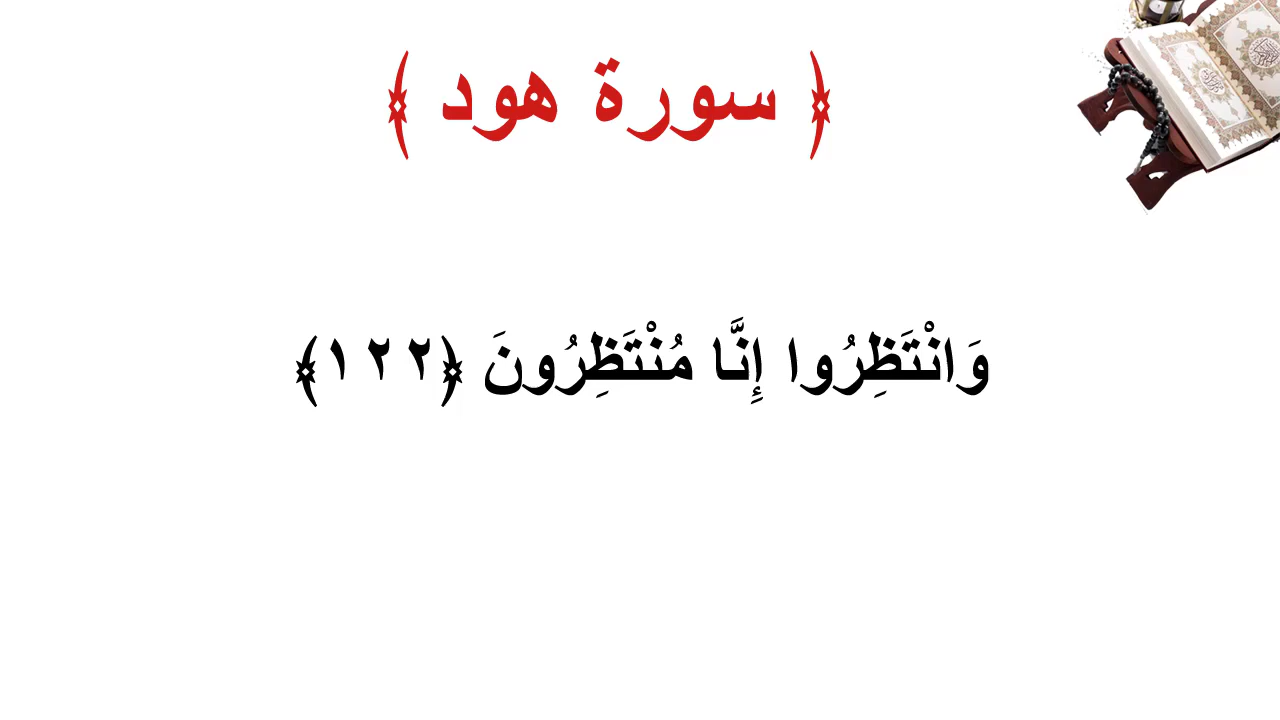 ﴿ سورة هود ﴾
وَانْتَظِرُوا إِنَّا مُنْتَظِرُونَ ﴿١٢٢﴾